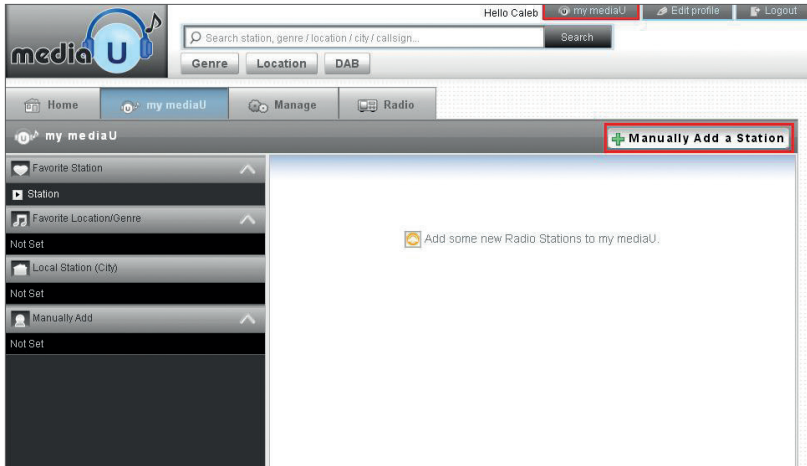 Hello Caleb my mediaU Edit profile Logout
media U
Search station, genre / location / city / callsign... Search
Genre Location DAB
Home my mediaU Manage Radio
my mediaU Manually Add a Station
Favorite Station
Station
Favorite Location/Genre
Not Set
Local Station (City)
Not Set
Manually Add
Not Set
Add some new Radio Stations to my mediaU.